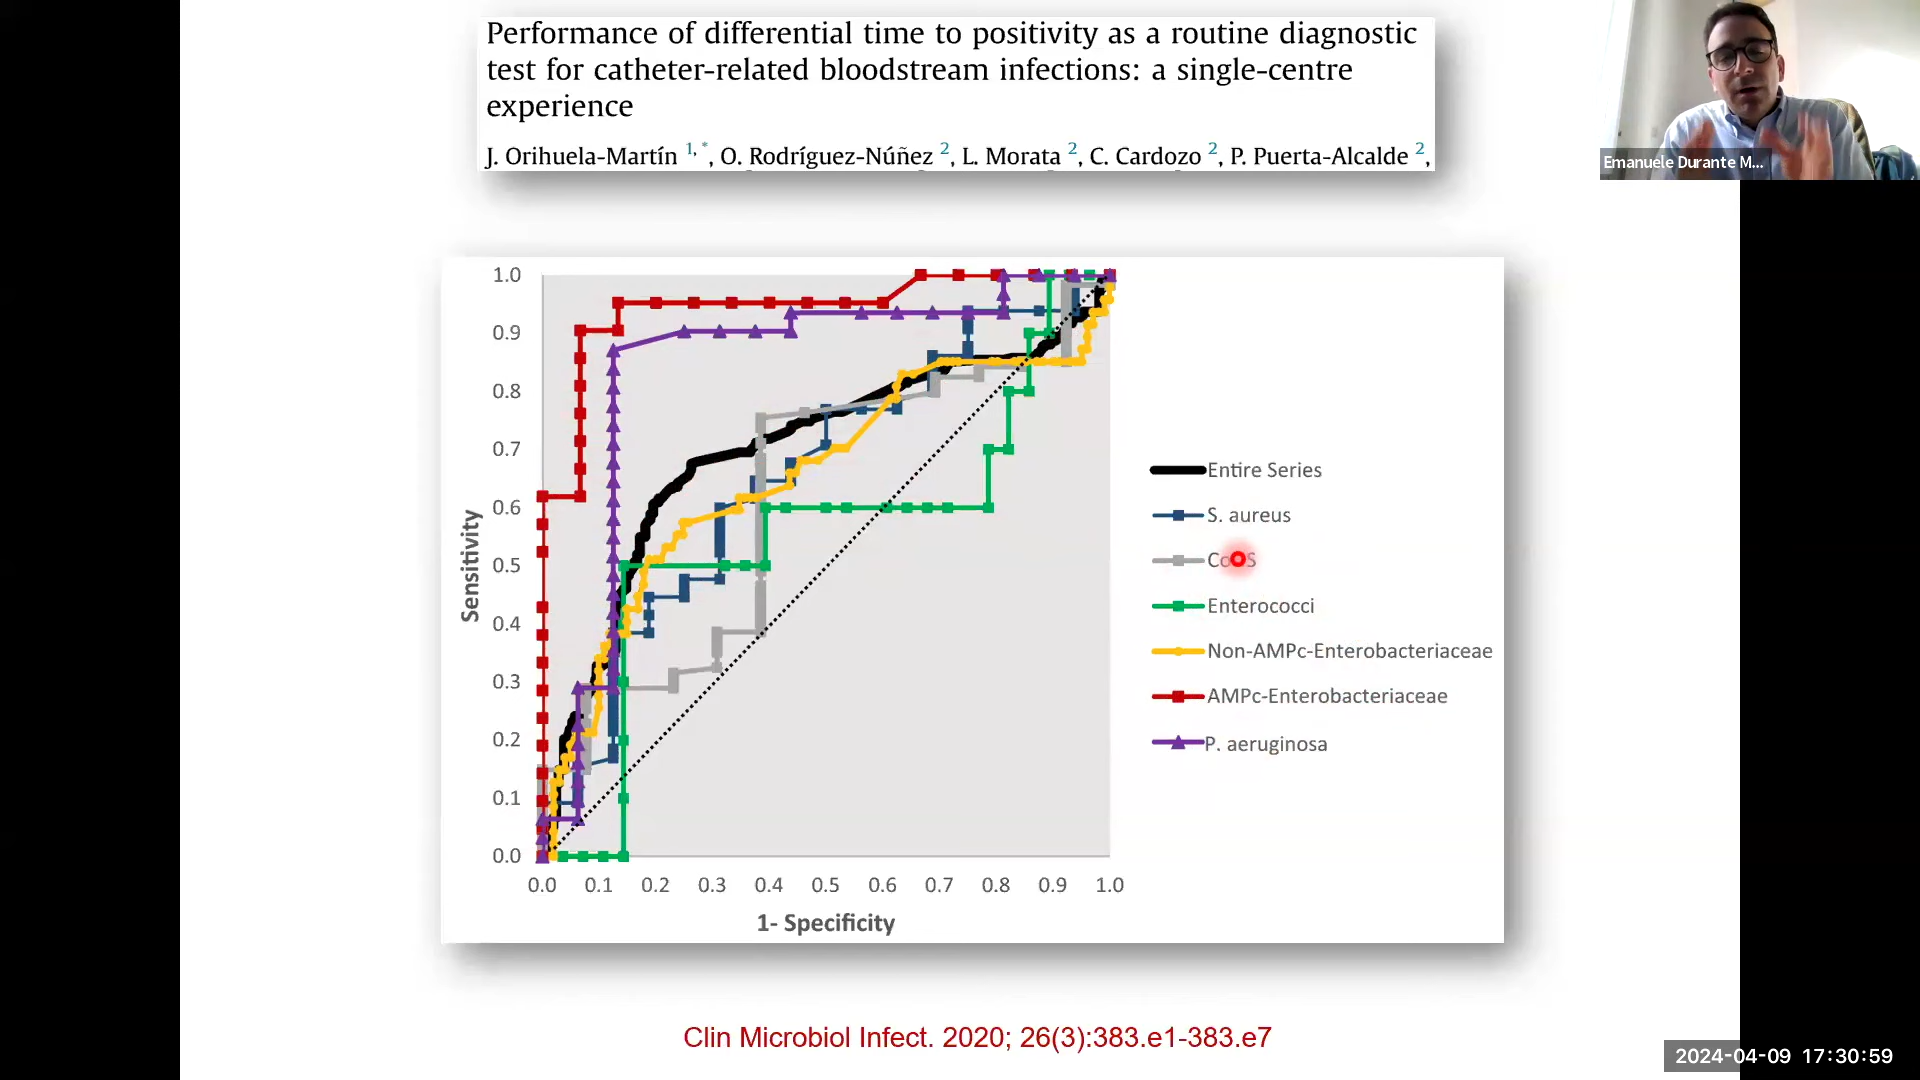 Performance of differential time to positivity as a routine diagnostic
test for catheter-related bloodstream infections: a single-centre
experience
J. Orihuela-Martín 1,*, O. Rodríguez-Núñez 2, L. Morata 2, C. Cardozo 2, P. Puerta-Alcalde 2,
Emanuele Durante M...
1.0
0.9
0.8
0.7
0.6
0.5
0.4
0.3
0.2
0.1
0.0
Sensitivity
0.0 0.1 0.2 0.3 0.4 0.5 0.6 0.7 0.8 0.9 1.0
1- Specificity
Entire Series
S. aureus
Enterococci
Non-AMPc-Enterobacteriaceae
AMPc-Enterobacteriaceae
P. aeruginosa
Clin Microbiol Infect. 2020; 26(3):383.e1-383.e7
2024-04-09 17:30:59